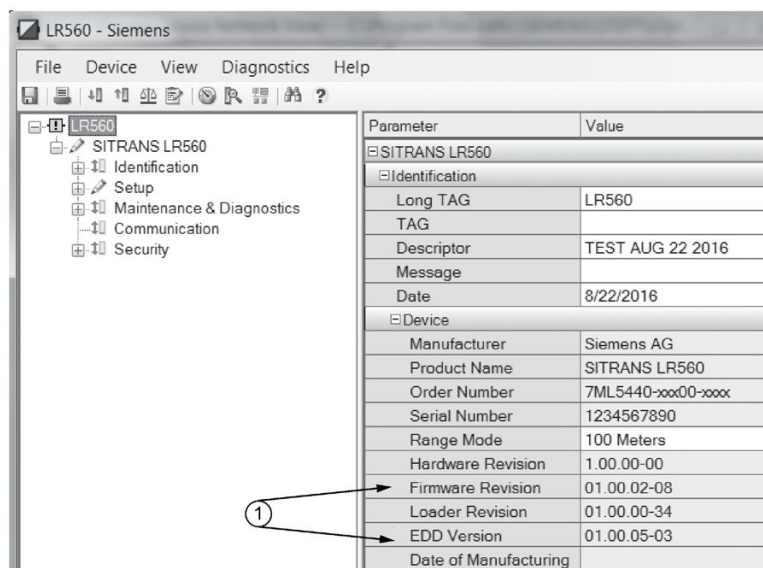 LR560 - Siemens
File Device View Diagnostics Help
LR560
SITRANS LR560
Identification
Setup
Maintenance & Diagnostics
Communication
Security
Parameter Value
SITRANS LR560
Identification
Long TAG LR560
TAG
Descriptor TEST AUG 22 2016
Message
Date 8/22/2016
Device
Manufacturer Siemens AG
Product Name SITRANS LR560
Order Number 7ML5440-xxx00-xxxx
Serial Number 1234567890
Range Mode 100 Meters
Hardware Revision 1.00.00-00
Firmware Revision 01.00.02-08
Loader Revision 01.00.00-34
EDD Version 01.00.05-03
Date of Manufacturing
1